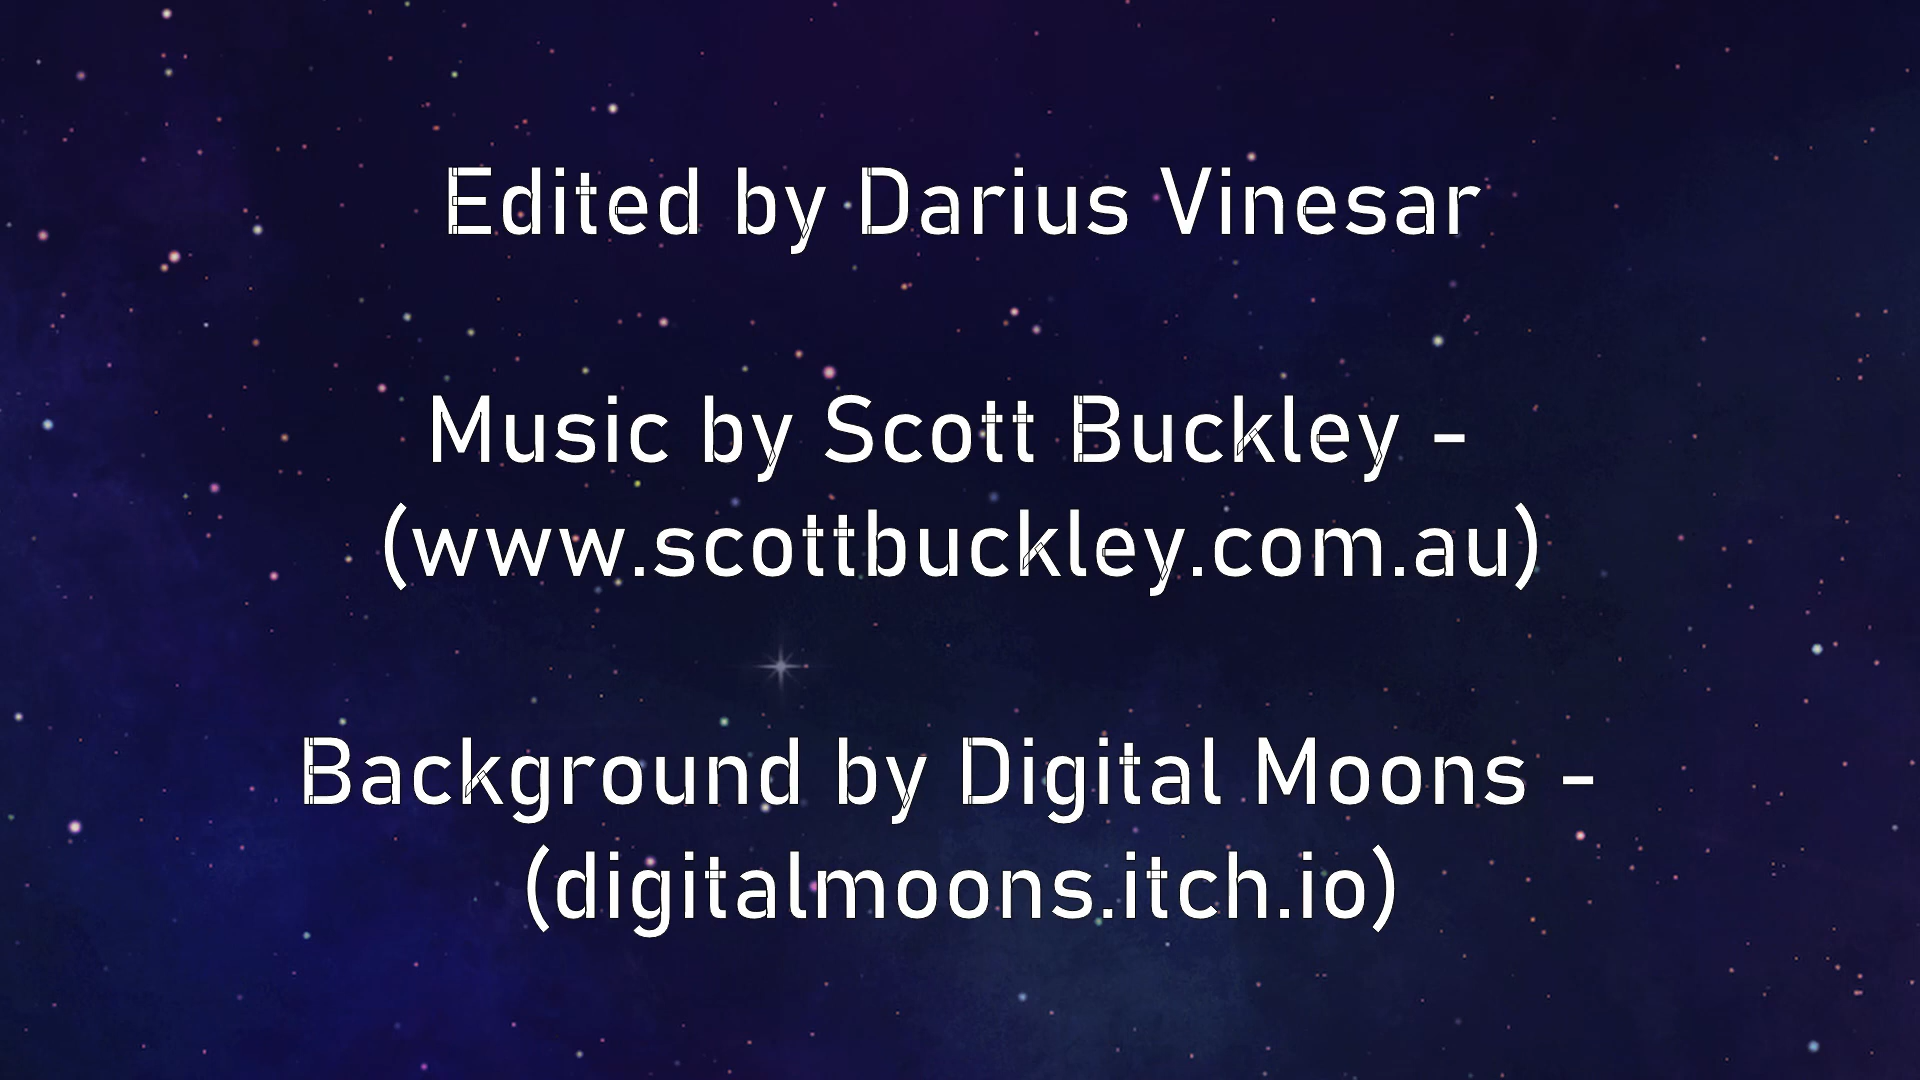 Edited by Darius Vinesar
Music by Scott Buckley -
(www.scottbuckley.com.au)
Background by Digital Moons -
(digitalmoons.itch.io)